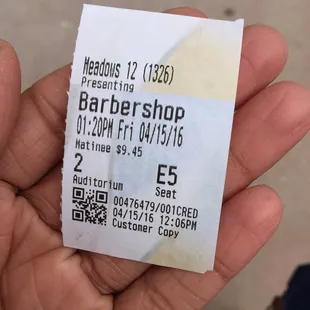 Meadows 12 (1326)
Presenting
Barbershop
01:20PM Fri 04/15/16
Matinee $9.45
2 E5
Auditorium Seat
00476479/001CRED
04/15/16 12:06PM
Customer Copy